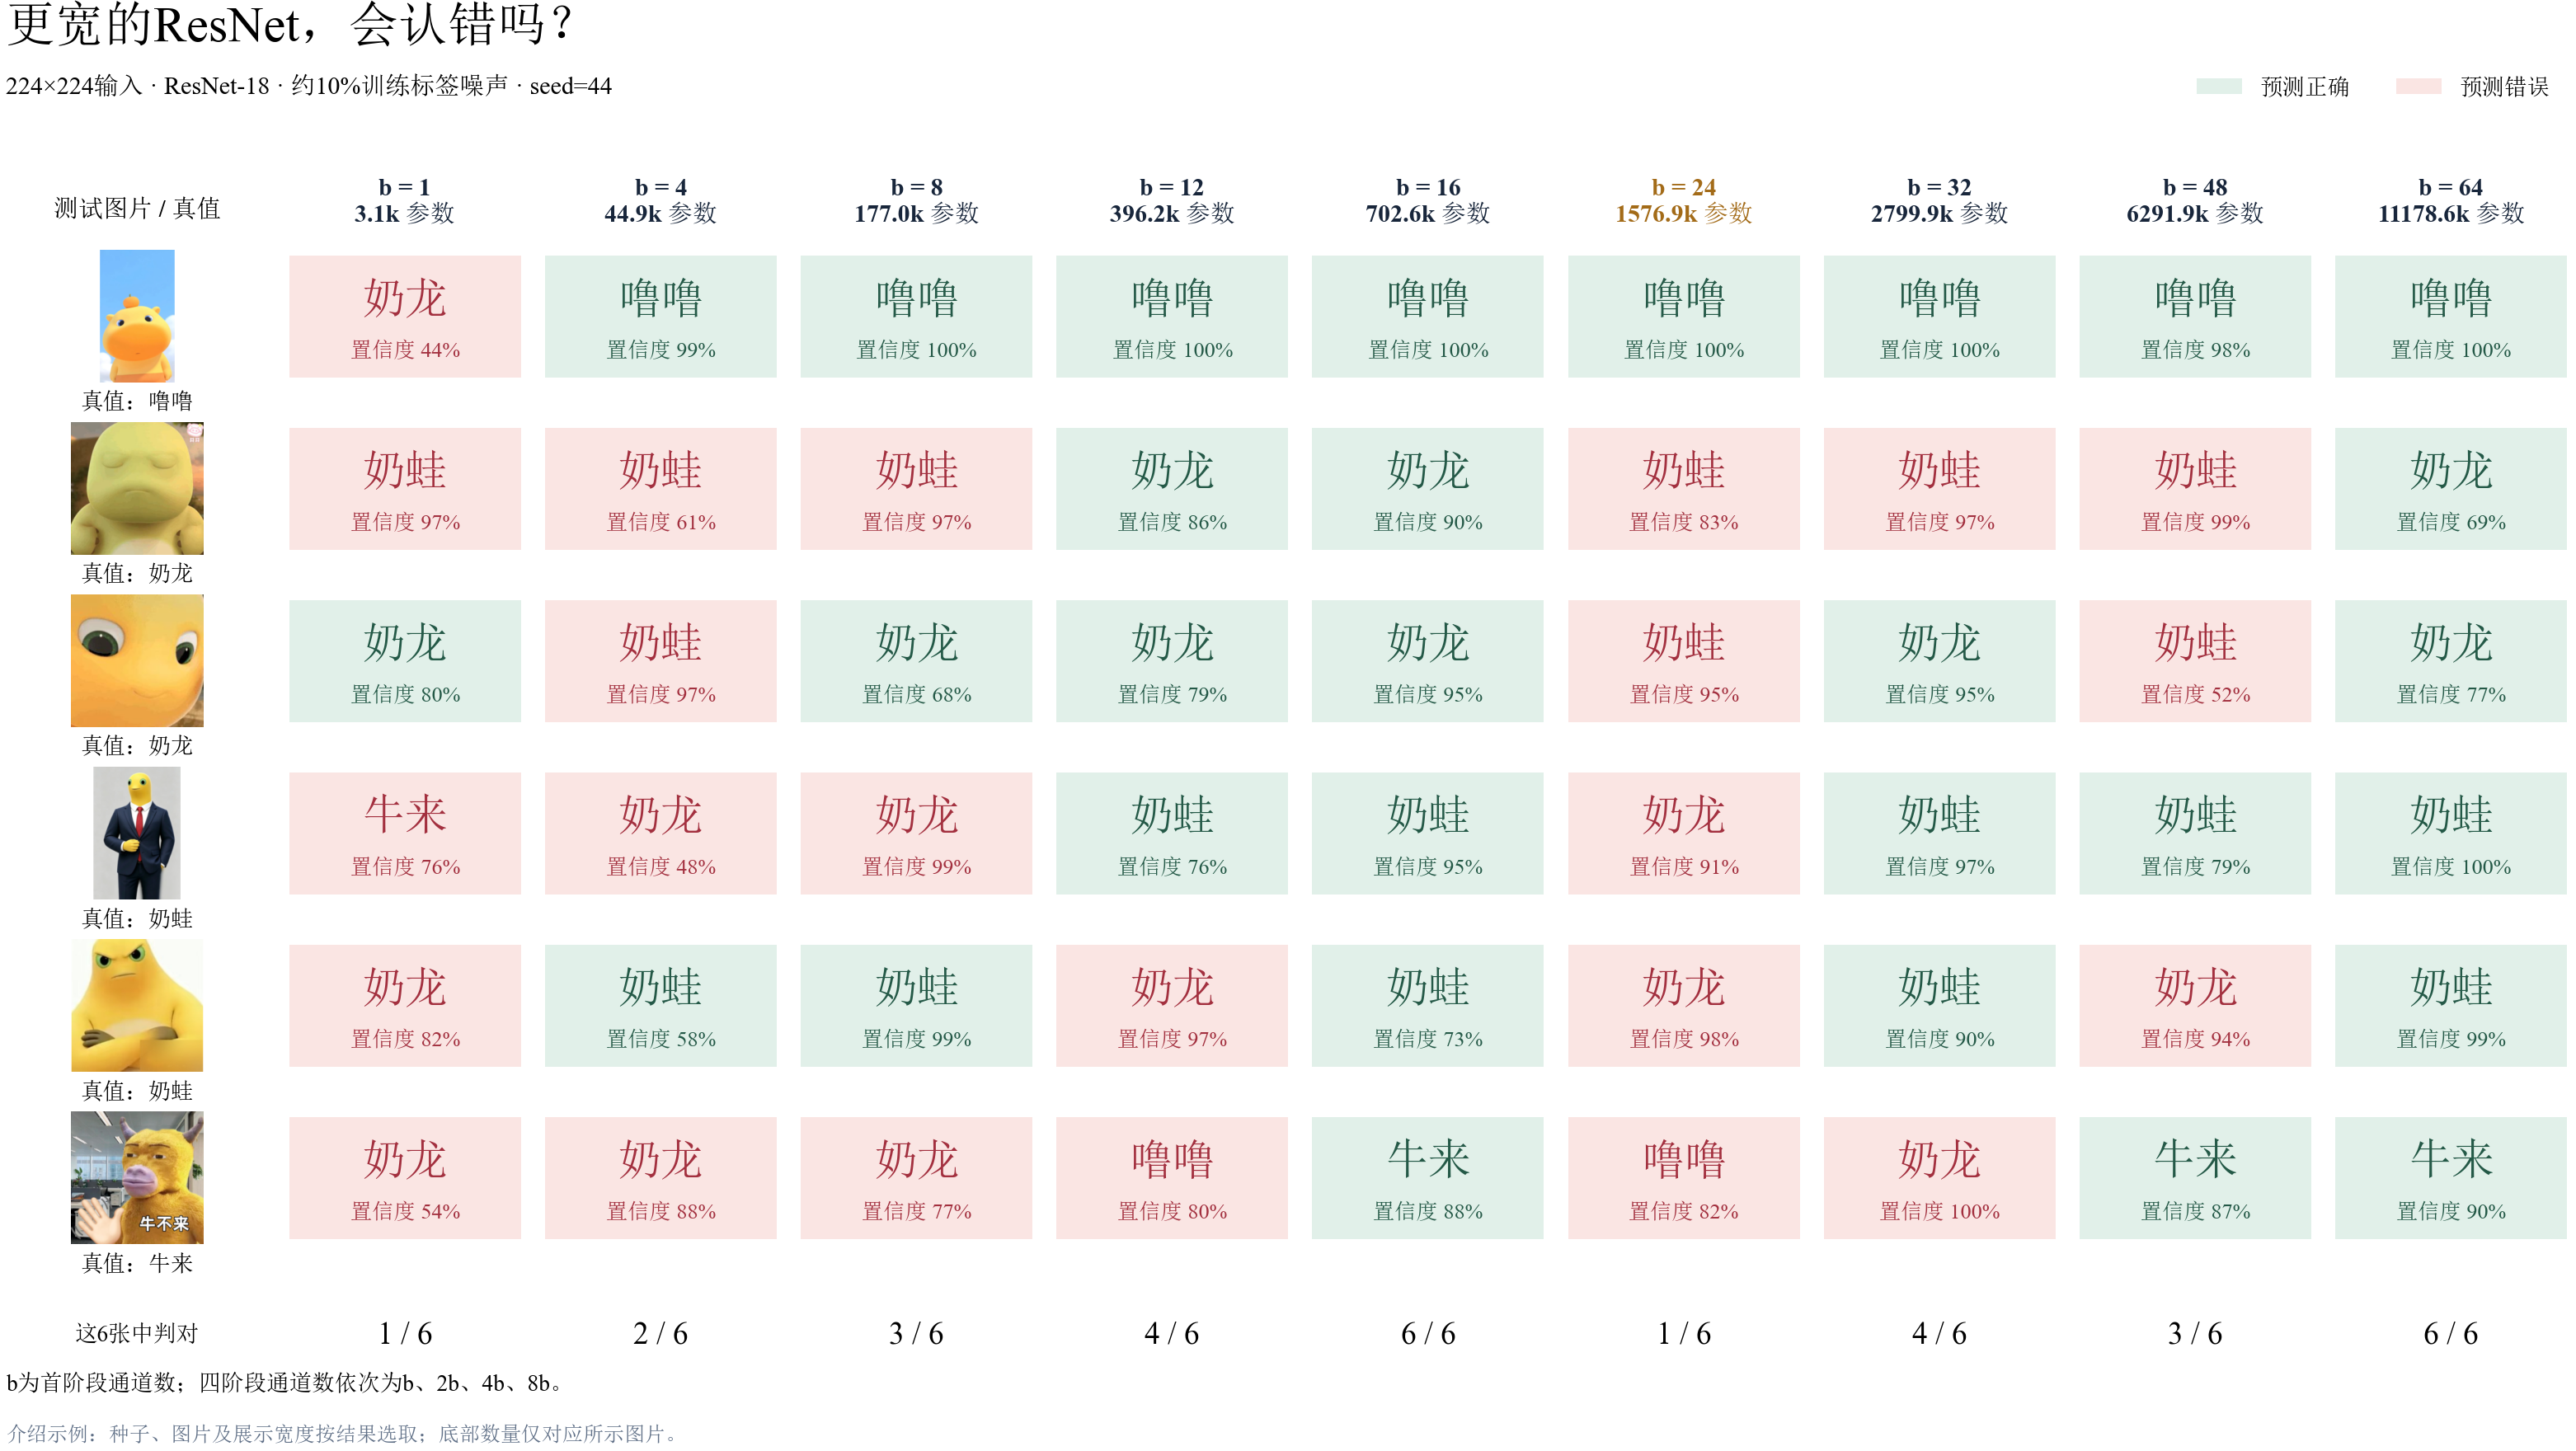 更宽的ResNet，会认错吗？
224×224输入 · ResNet-18 · 约10%训练标签噪声 · seed=44
预测正确 预测错误
测试图片 / 真值
b = 1 b = 4 b = 8 b = 12 b = 16 b = 24 b = 32 b = 48 b = 64
3.1k 参数 44.9k 参数 177.0k 参数 396.2k 参数 702.6k 参数 1576.9k 参数 2799.9k 参数 6291.9k 参数 11178.6k 参数
奶龙 噜噜 噜噜 噜噜 噜噜 噜噜 噜噜 噜噜 噜噜
置信度 44% 置信度 99% 置信度 100% 置信度 100% 置信度 100% 置信度 100% 置信度 100% 置信度 98% 置信度 100%
真值：噜噜
奶蛙 奶蛙 奶蛙 奶龙 奶龙 奶蛙 奶蛙 奶蛙 奶龙
置信度 97% 置信度 61% 置信度 97% 置信度 86% 置信度 90% 置信度 83% 置信度 97% 置信度 99% 置信度 69%
真值：奶龙
奶龙 奶蛙 奶龙 奶龙 奶龙 奶蛙 奶龙 奶蛙 奶龙
置信度 80% 置信度 97% 置信度 68% 置信度 79% 置信度 95% 置信度 95% 置信度 95% 置信度 52% 置信度 77%
真值：奶龙
牛来 奶龙 奶龙 奶蛙 奶蛙 奶龙 奶蛙 奶蛙 奶蛙
置信度 76% 置信度 48% 置信度 99% 置信度 76% 置信度 95% 置信度 91% 置信度 97% 置信度 79% 置信度 100%
真值：奶蛙
奶龙 奶蛙 奶蛙 奶龙 奶蛙 奶龙 奶蛙 奶龙 奶蛙
置信度 82% 置信度 58% 置信度 99% 置信度 97% 置信度 73% 置信度 98% 置信度 90% 置信度 94% 置信度 99%
真值：奶蛙
奶龙 奶龙 奶龙 噜噜 牛来 噜噜 奶龙 牛来 牛来
置信度 54% 置信度 88% 置信度 77% 置信度 80% 置信度 88% 置信度 82% 置信度 100% 置信度 87% 置信度 90%
牛不来
真值：牛来
这6张中判对 1 / 6 2 / 6 3 / 6 4 / 6 6 / 6 1 / 6 4 / 6 3 / 6 6 / 6
b为首阶段通道数；四阶段通道数依次为b、2b、4b、8b。
介绍示例：种子、图片及展示宽度按结果选取；底部数量仅对应所示图片。